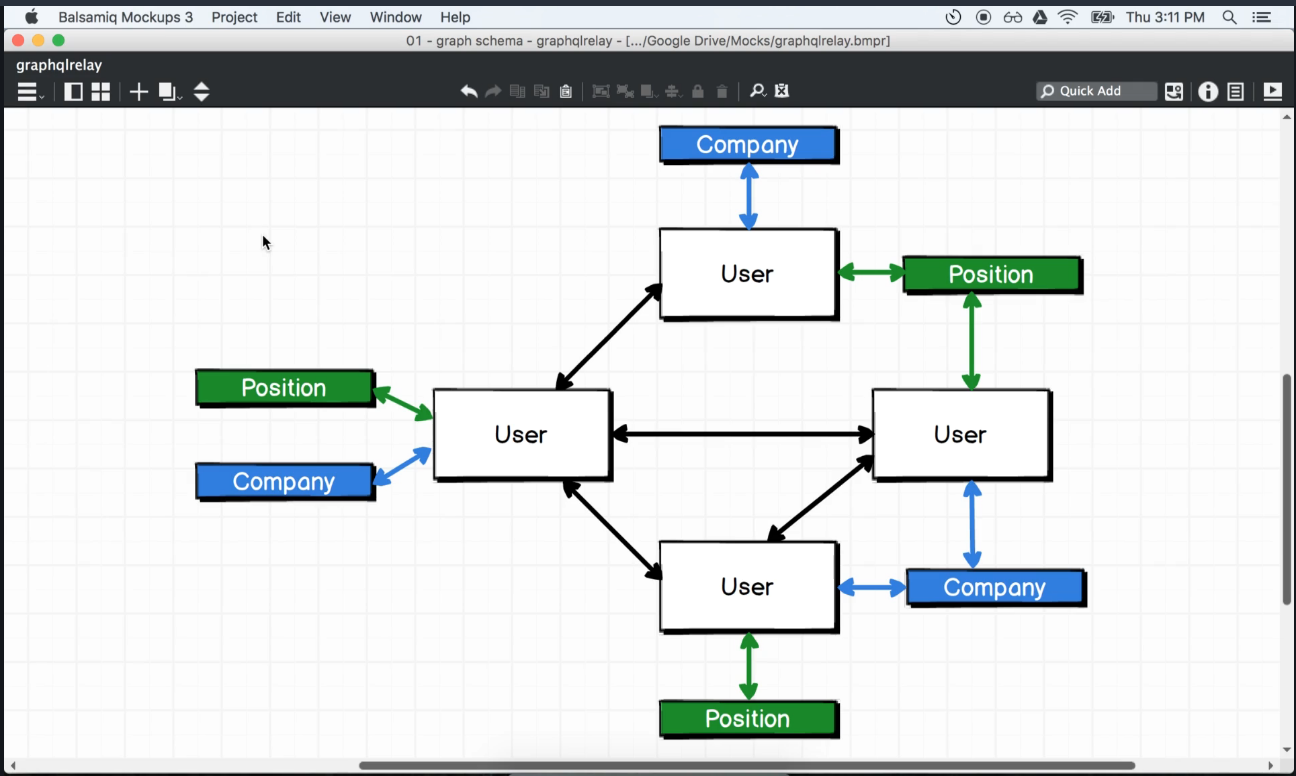 Balsamiq Mockups 3 Project Edit View Window Help Thu 3:11 PM
01 - graph schema - graphqlrelay - [.../Google Drive/Mocks/graphqlrelay.bmpr]
graphqlrelay
Quick Add
Company
User
Position
Position
User
User
Company
User
Company
Position